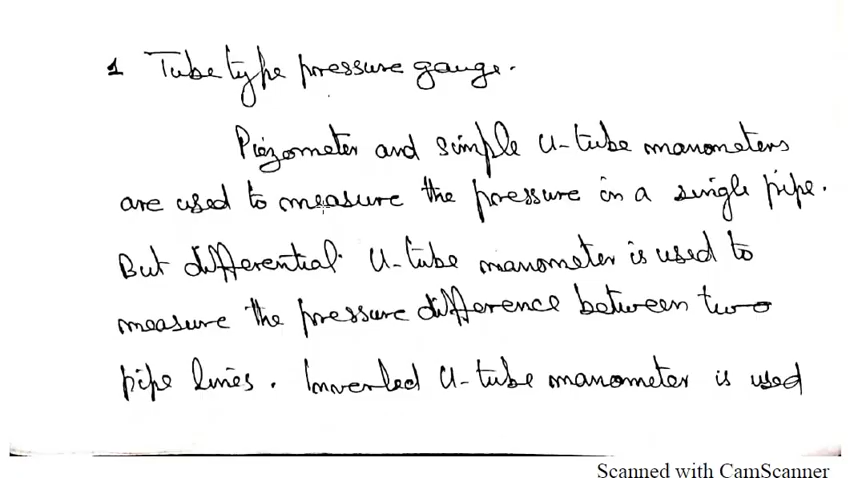 1 Tube type pressure gauge.
Piezometer and simple U-tube manometers
are used to measure the pressure in a single pipe.
But differential U-tube manometer is used to
measure the pressure difference between two
pipe lines. Inverted U-tube manometer is used
Scanned with CamScanner